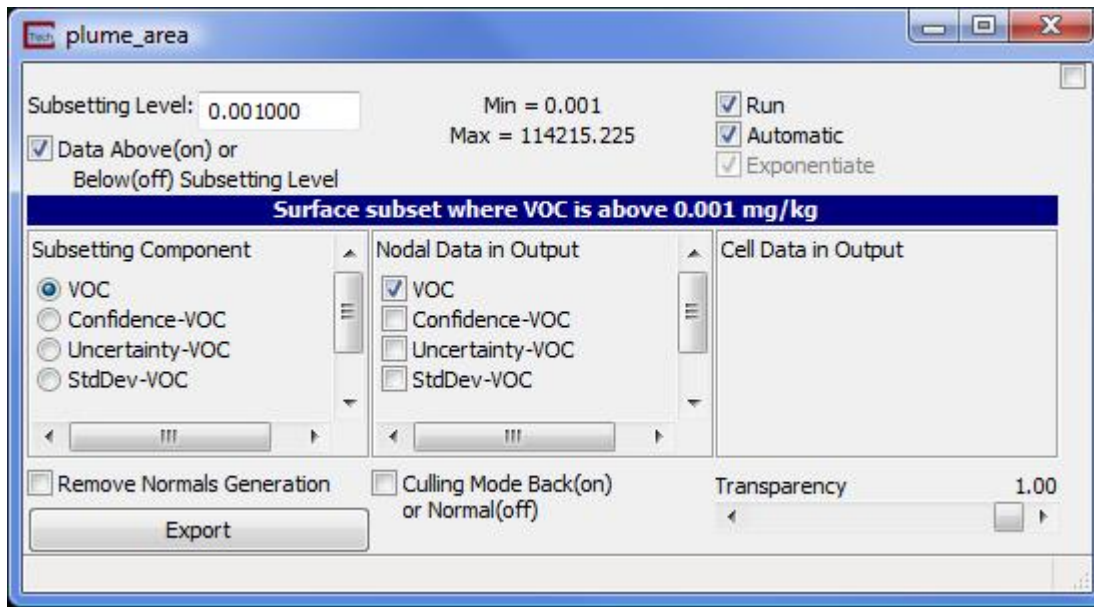 plume_area
Subsetting Level: 0.001000
Min = 0.001
Max = 114215.225
Run
Automatic
Exponentiate
Data Above(on) or
Below(off) Subsetting Level
Surface subset where VOC is above 0.001 mg/kg
Subsetting Component
VOC
Confidence-VOC
Uncertainty-VOC
StdDev-VOC
Nodal Data in Output
VOC
Confidence-VOC
Uncertainty-VOC
StdDev-VOC
Cell Data in Output
Remove Normals Generation
Export
Culling Mode Back(on)
or Normal(off)
Transparency 1.00